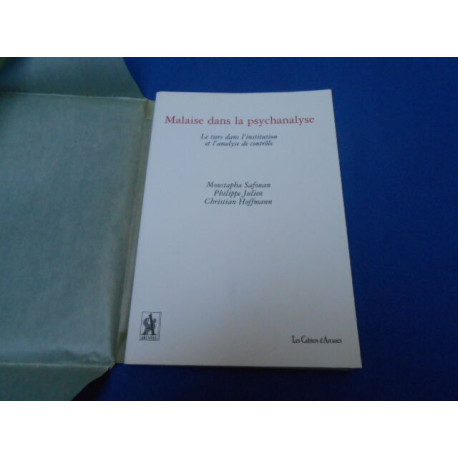 Malaise dans la psychanalyse
Le tiers dans l'institution
et l'analyse de contrôle
Moustapha Safouan
Philippe Julien
Christian Hoffmann
Les Cahiers d'Arcanes